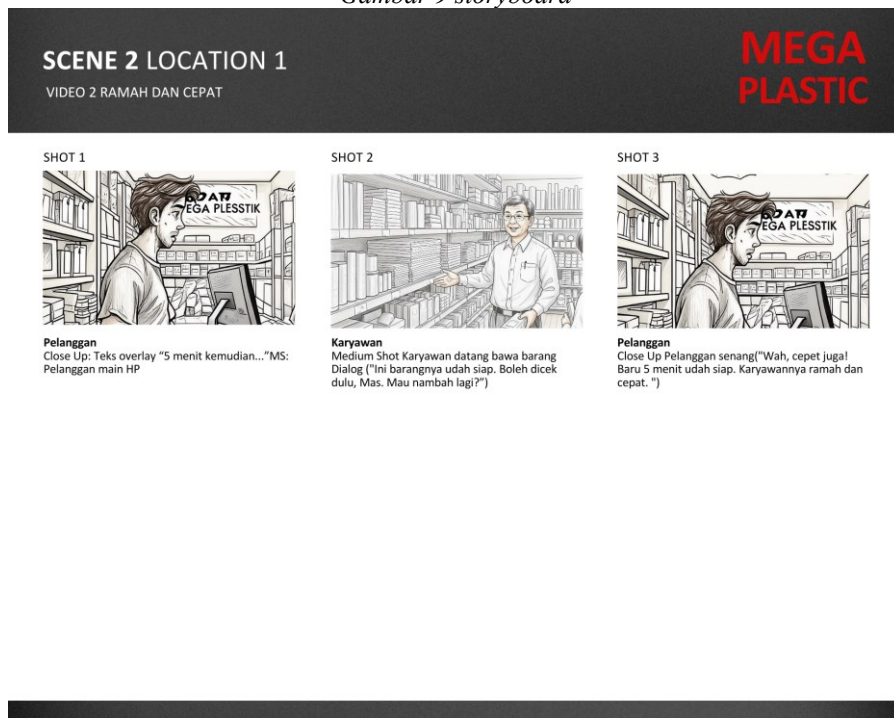 Gambar 9 storyboard
SCENE 2 LOCATION 1
VIDEO 2 RAMAH DAN CEPAT
MEGA
PLASTIC
SHOT 1
EGA PLESSTIK
Pelanggan
Close Up: Teks overlay “5 menit kemudian...”MS:
Pelanggan main HP
SHOT 2
Karyawan
Medium Shot Karyawan datang bawa barang
Dialog ("Ini barangnya udah siap. Boleh dicek
dulu, Mas. Mau nambah lagi?")
SHOT 3
EGA PLESSTIK
Pelanggan
Close Up Pelanggan senang("Wah, cepet juga!
Baru 5 menit udah siap. Karyawannya ramah dan
cepat. ")